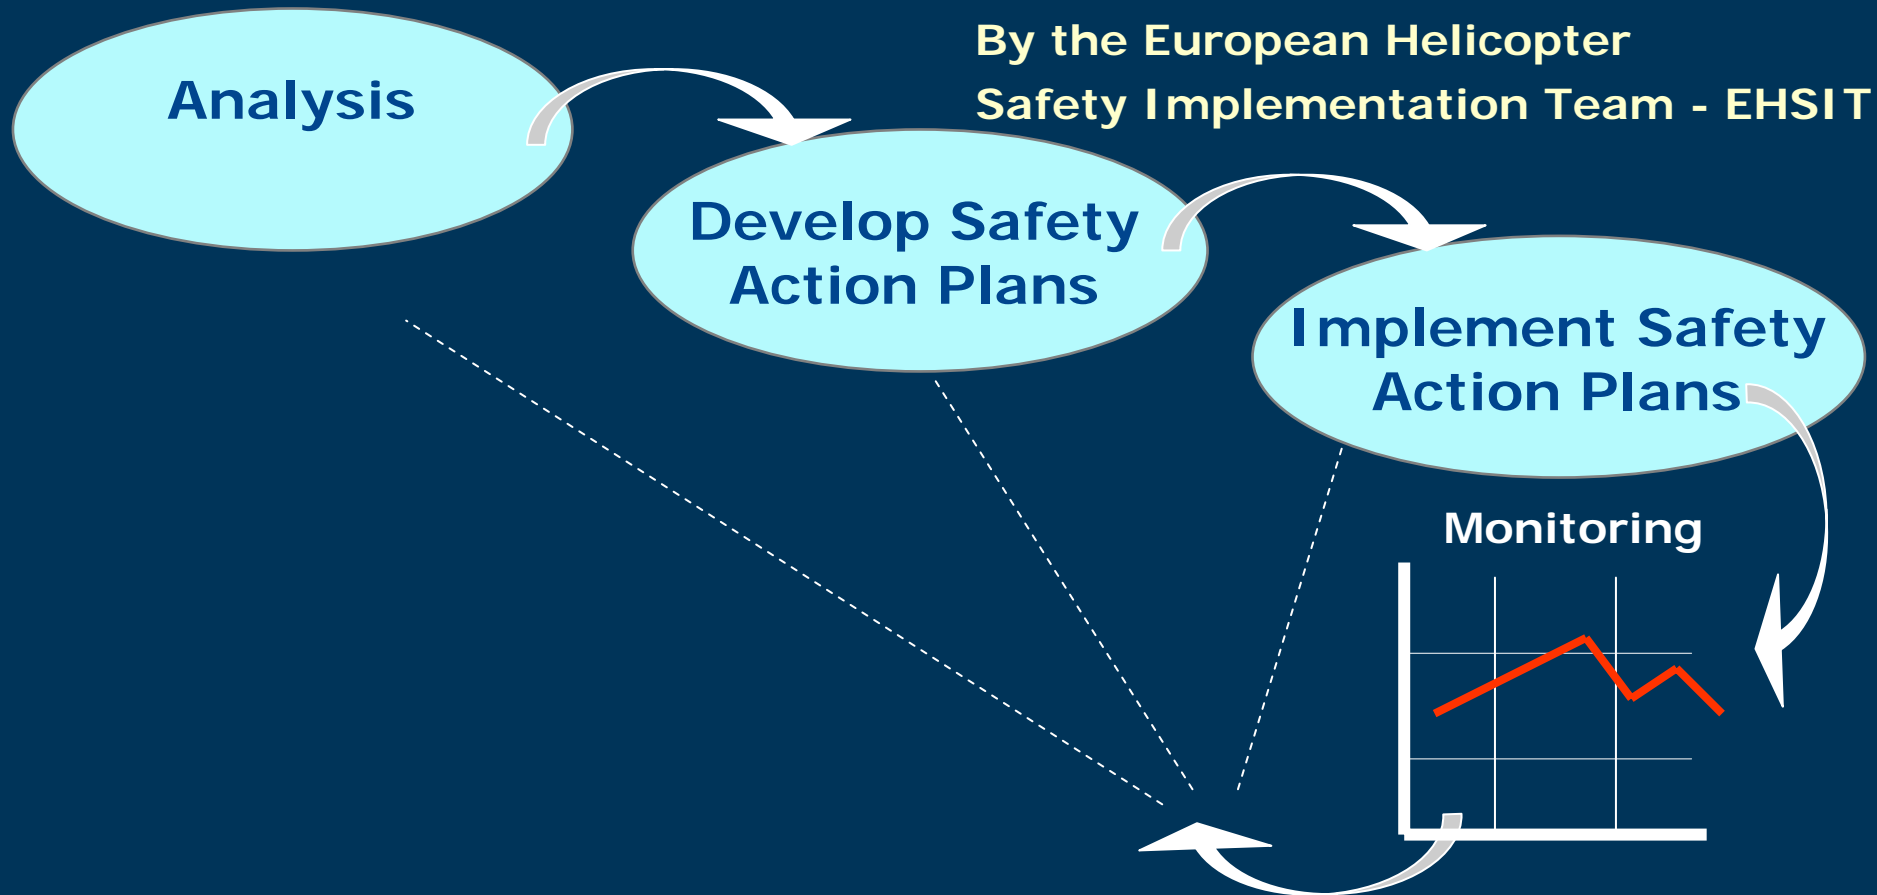 Analysis
By the European Helicopter
Safety Implementation Team - EHSIT
Develop Safety
Action Plans
Implement Safety
Action Plans
Monitoring